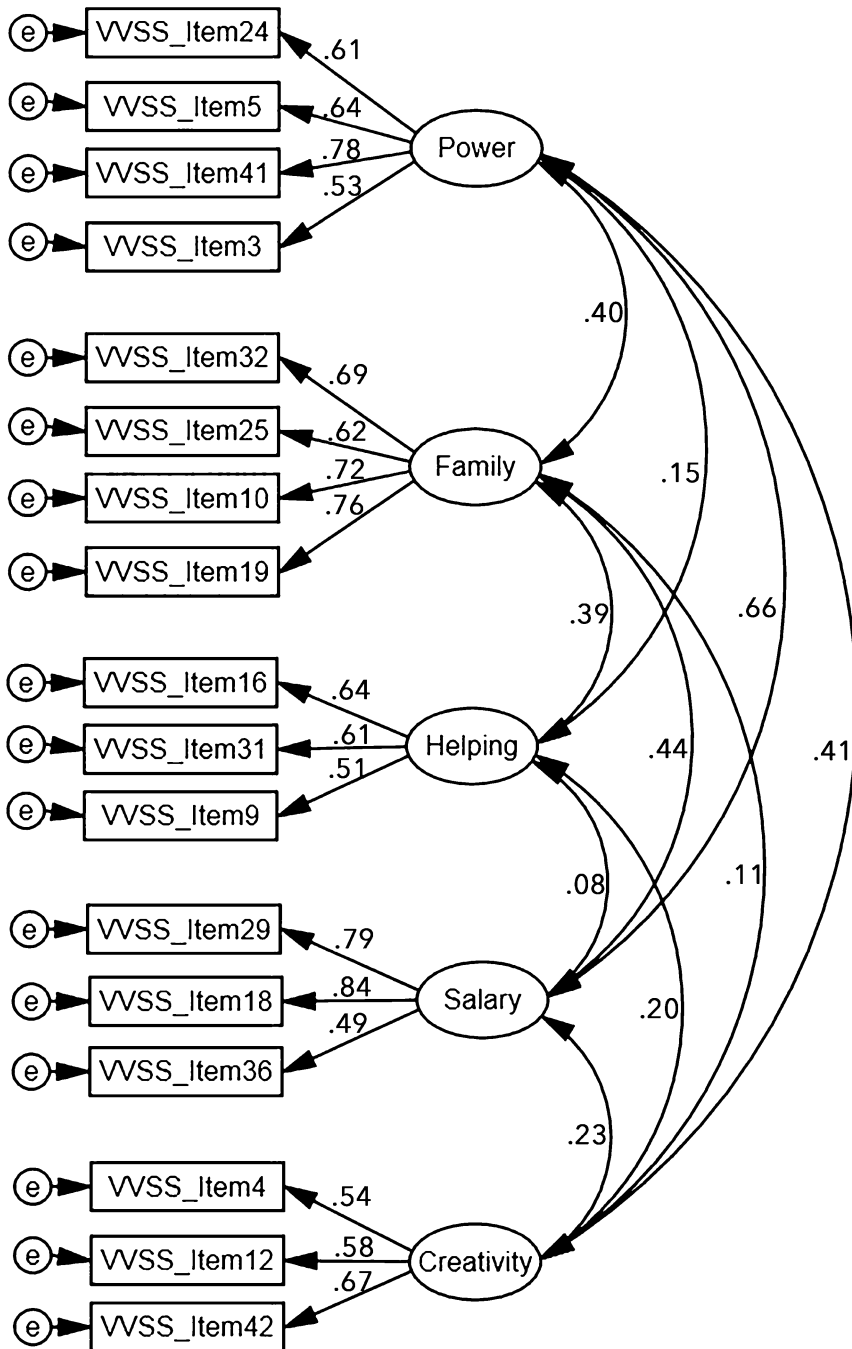 e VVSS_Item24 .61
e VVSS_Item5 .64
e VVSS_Item41 .78
e VVSS_Item3 .53
Power
.40
e VVSS_Item32 .69
e VVSS_Item25 .62
e VVSS_Item10 .72
e VVSS_Item19 .76
Family
.15
.39
.66
e VVSS_Item16 .64
e VVSS_Item31 .61
e VVSS_Item9 .51
Helping
.44
.41
.08
.11
e VVSS_Item29 .79
e VVSS_Item18 .84
e VVSS_Item36 .49
Salary
.20
.23
e VVSS_Item4 .54
e VVSS_Item12 .58
e VVSS_Item42 .67
Creativity